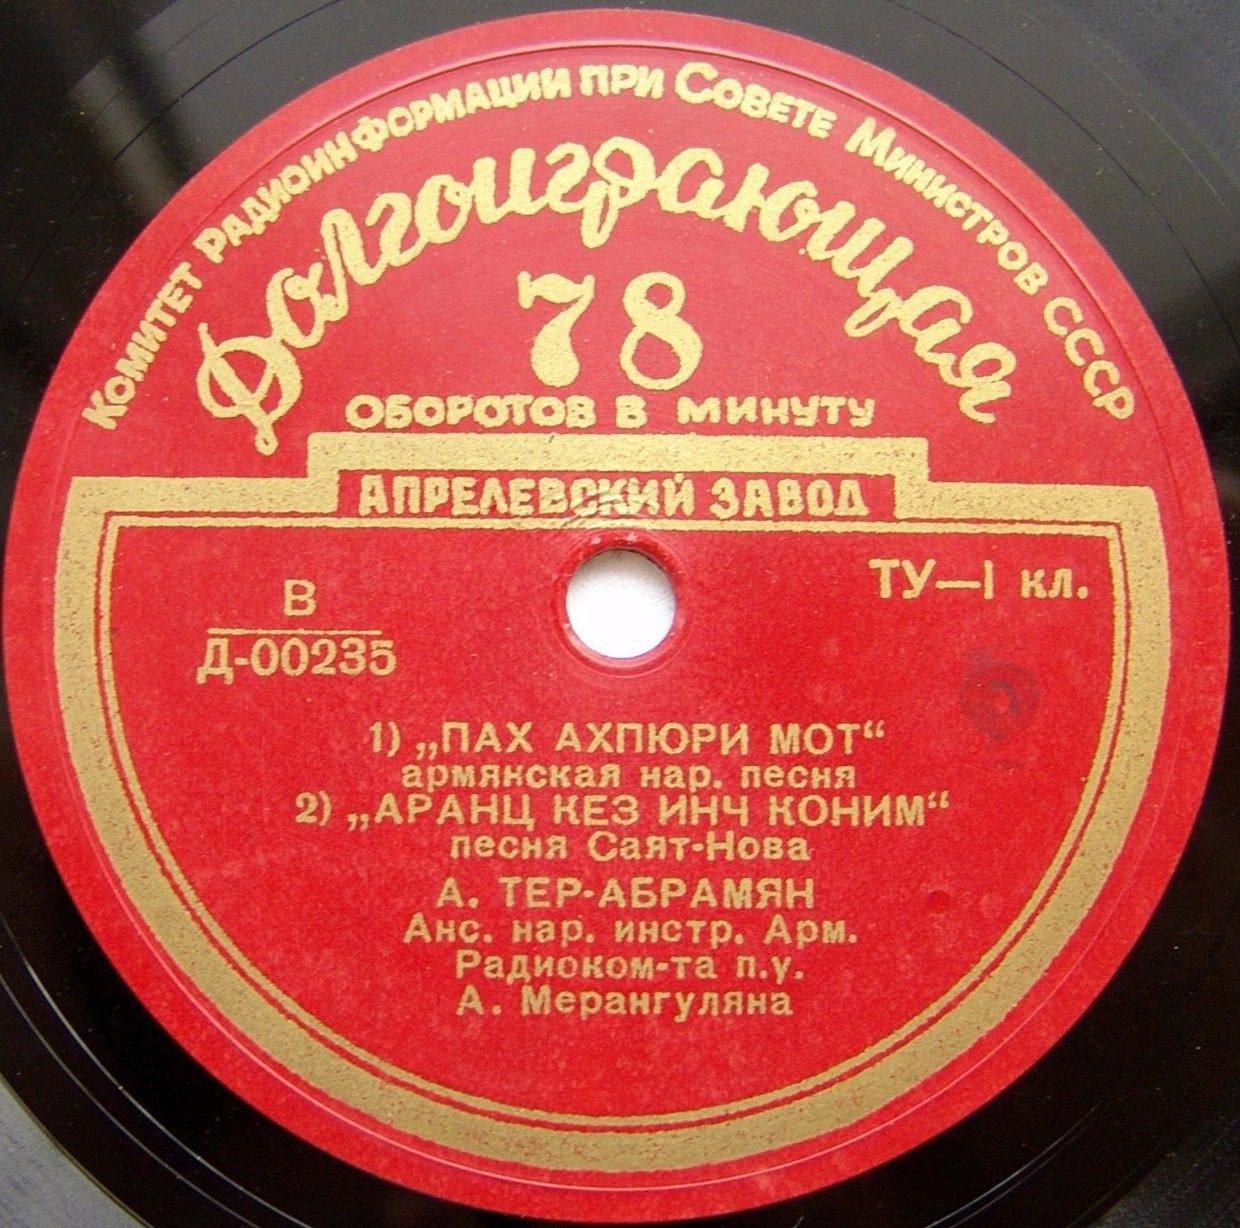 Комитет Радиоинформации при Совете Министров СССР
Долгоиграющая
78
ОБОРОТОВ В МИНУТУ
АПРЕЛЕВСКИЙ ЗАВОД
ТУ—I кл.
В
Д-00235
1) „ПАХ АХПЮРИ МОТ“
армянская нар. песня
2) „АРАНЦ КЕЗ ИНЧ КОНИМ“
песня Саят-Нова
А. ТЕР-АБРАМЯН
Анс. нар. инстр. Арм.
Радиоком-та п.у.
А. Мерангуляна